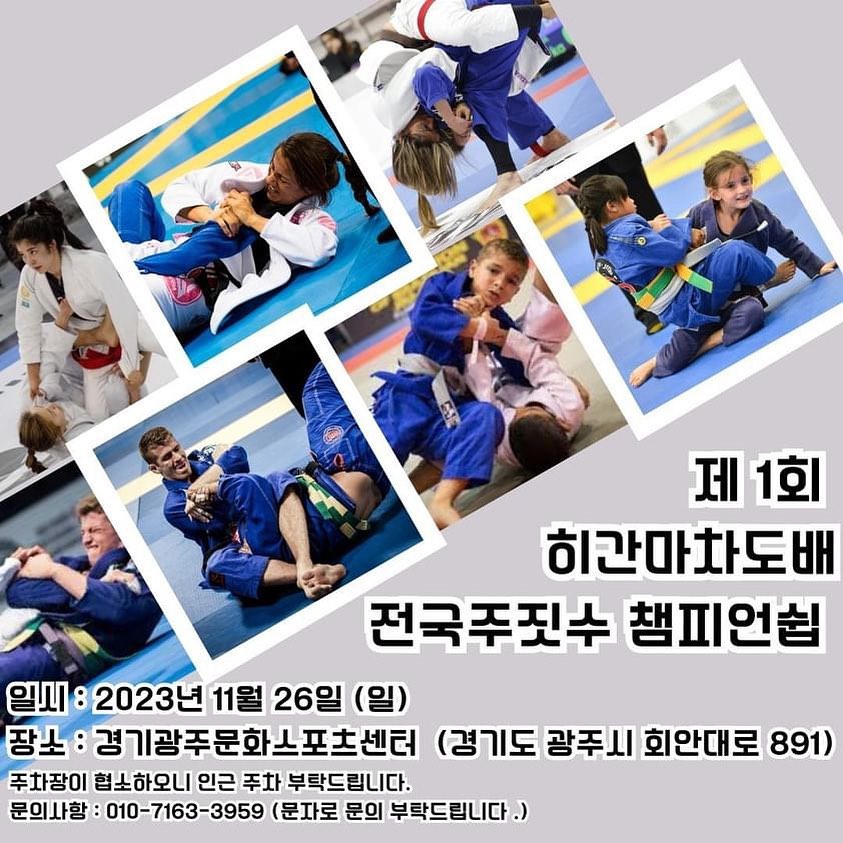 제 1회
히간마차도배
전국주짓수 챔피언쉽
일시 : 2023년 11월 26일 (일)
장소 : 경기광주문화스포츠센터 (경기도 광주시 회안대로 891)
주차장이 협소하오니 인근 주차 부탁드립니다.
문의사항 : 010-7163-3959 (문자로 문의 부탁드립니다 .)